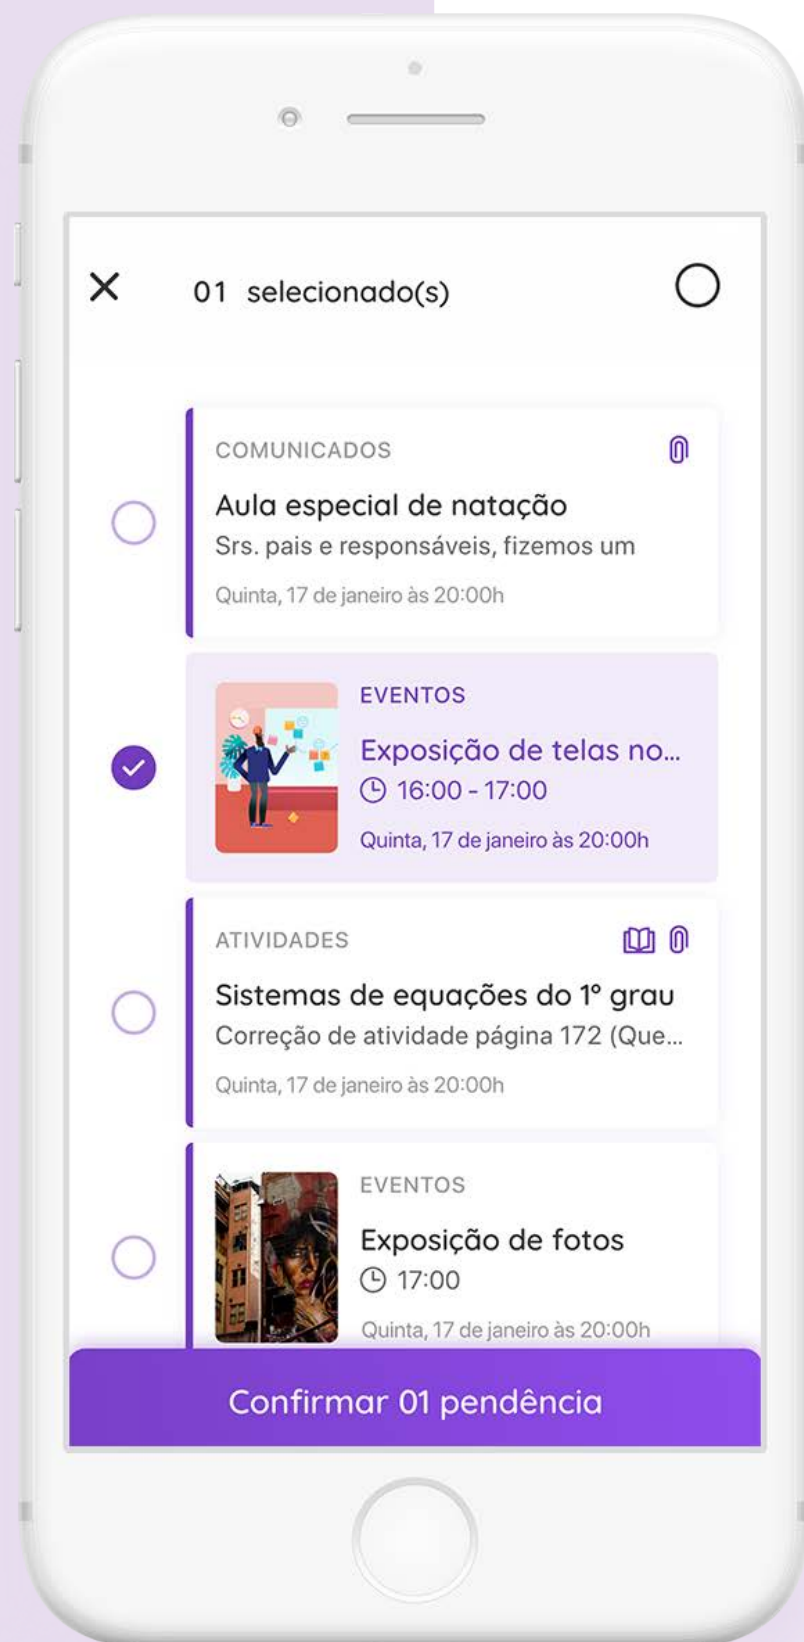 01 selecionado(s)
COMUNICADOS
Aula especial de natação
Srs. pais e responsáveis, fizemos um
Quinta, 17 de janeiro às 20:00h
EVENTOS
Exposição de telas no...
16:00 - 17:00
Quinta, 17 de janeiro às 20:00h
ATIVIDADES
Sistemas de equações do 1º grau
Correção de atividade página 172 (Que...
Quinta, 17 de janeiro às 20:00h
EVENTOS
Exposição de fotos
17:00
Quinta, 17 de janeiro às 20:00h
Confirmar 01 pendência